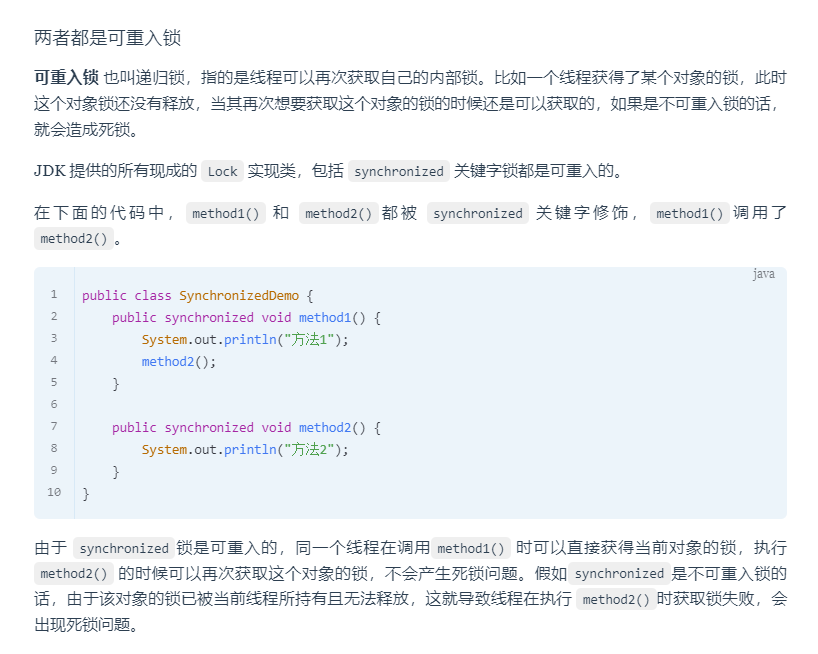 两者都是可重入锁
可重入锁 也叫递归锁，指的是线程可以再次获取自己的内部锁。比如一个线程获得了某个对象的锁，此时
这个对象锁还没有释放，当其再次想要获取这个对象的锁的时候还是可以获取的，如果是不可重入锁的话，
就会造成死锁。
JDK 提供的所有现成的 Lock 实现类，包括 synchronized 关键字锁都是可重入的。
在下面的代码中， method1() 和 method2() 都被 synchronized 关键字修饰， method1() 调用了
method2() 。
java
1 public class SynchronizedDemo {
2     public synchronized void method1() {
3         System.out.println("方法1");
4         method2();
5     }
6
7     public synchronized void method2() {
8         System.out.println("方法2");
9     }
10 }
由于 synchronized 锁是可重入的，同一个线程在调用 method1() 时可以直接获得当前对象的锁，执行
method2() 的时候可以再次获取这个对象的锁，不会产生死锁问题。假如 synchronized 是不可重入锁的
话，由于该对象的锁已被当前线程所持有且无法释放，这就导致线程在执行 method2() 时获取锁失败，会
出现死锁问题。